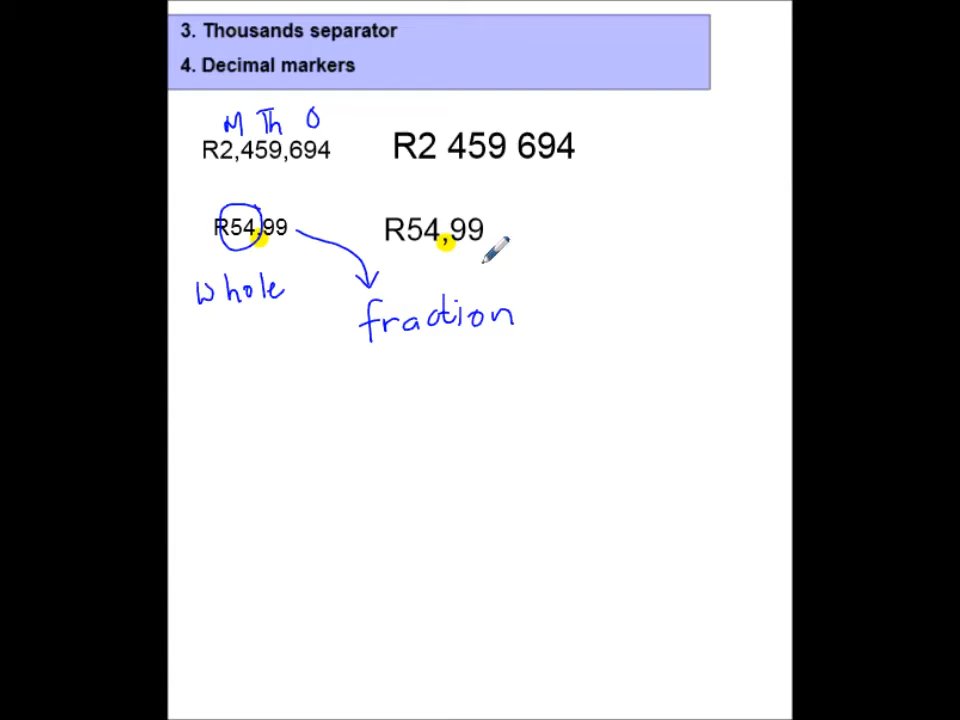 3. Thousands separator
4. Decimal markers
M Th O
R2,459,694 R2 459 694
R54,99 R54,99
whole
fraction